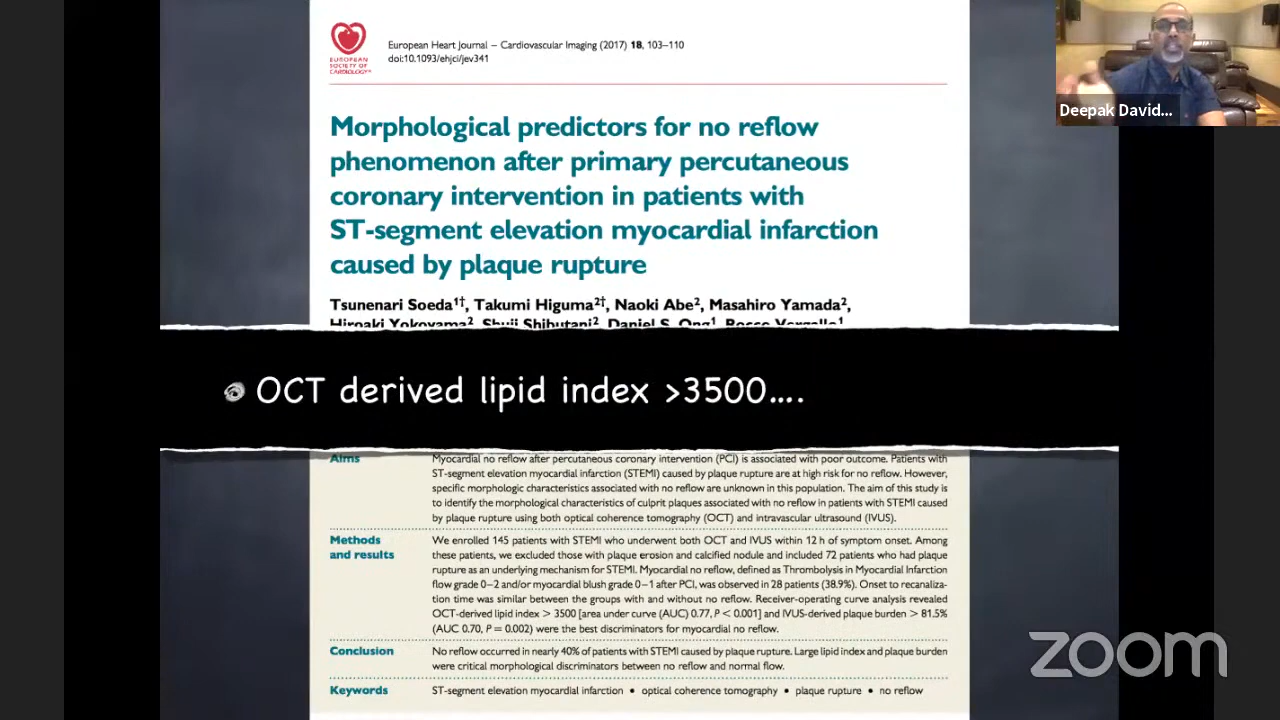 EUROPEAN
SOCIETY OF
CARDIOLOGY®
European Heart Journal – Cardiovascular Imaging (2017) 18, 103–110
doi:10.1093/ehjci/jev341
Deepak David...
Morphological predictors for no reflow
phenomenon after primary percutaneous
coronary intervention in patients with
ST-segment elevation myocardial infarction
caused by plaque rupture
Tsunenari Soeda1†, Takumi Higuma2†, Naoki Abe2, Masahiro Yamada2,
Hiroaki Yokoyama2, Shuji Shibutani2, Daniel S. Ong1, Rocco Vergallo1,
OCT derived lipid index >3500....
Aims
Myocardial no reflow after percutaneous coronary intervention (PCI) is associated with poor outcome. Patients with
ST-segment elevation myocardial infarction (STEMI) caused by plaque rupture are at high risk for no reflow. However,
specific morphologic characteristics associated with no reflow are unknown in this population. The aim of this study is
to identify the morphological characteristics of culprit plaques associated with no reflow in patients with STEMI caused
by plaque rupture using both optical coherence tomography (OCT) and intravascular ultrasound (IVUS).
Methods
and results
We enrolled 145 patients with STEMI who underwent both OCT and IVUS within 12 h of symptom onset. Among
these patients, we excluded those with plaque erosion and calcified nodule and included 72 patients who had plaque
rupture as an underlying mechanism for STEMI. Myocardial no reflow, defined as Thrombolysis in Myocardial Infarction
flow grade 0–2 and/or myocardial blush grade 0–1 after PCI, was observed in 28 patients (38.9%). Onset to recanaliza-
tion time was similar between the groups with and without no reflow. Receiver-operating curve analysis revealed
OCT-derived lipid index > 3500 [area under curve (AUC) 0.77, P < 0.001] and IVUS-derived plaque burden > 81.5%
(AUC 0.70, P = 0.002) were the best discriminators for myocardial no reflow.
Conclusion
No reflow occurred in nearly 40% of patients with STEMI caused by plaque rupture. Large lipid index and plaque burden
were critical morphological discriminators between no reflow and normal flow.
Keywords
ST-segment elevation myocardial infarction • optical coherence tomography • plaque rupture • no reflow
zoom